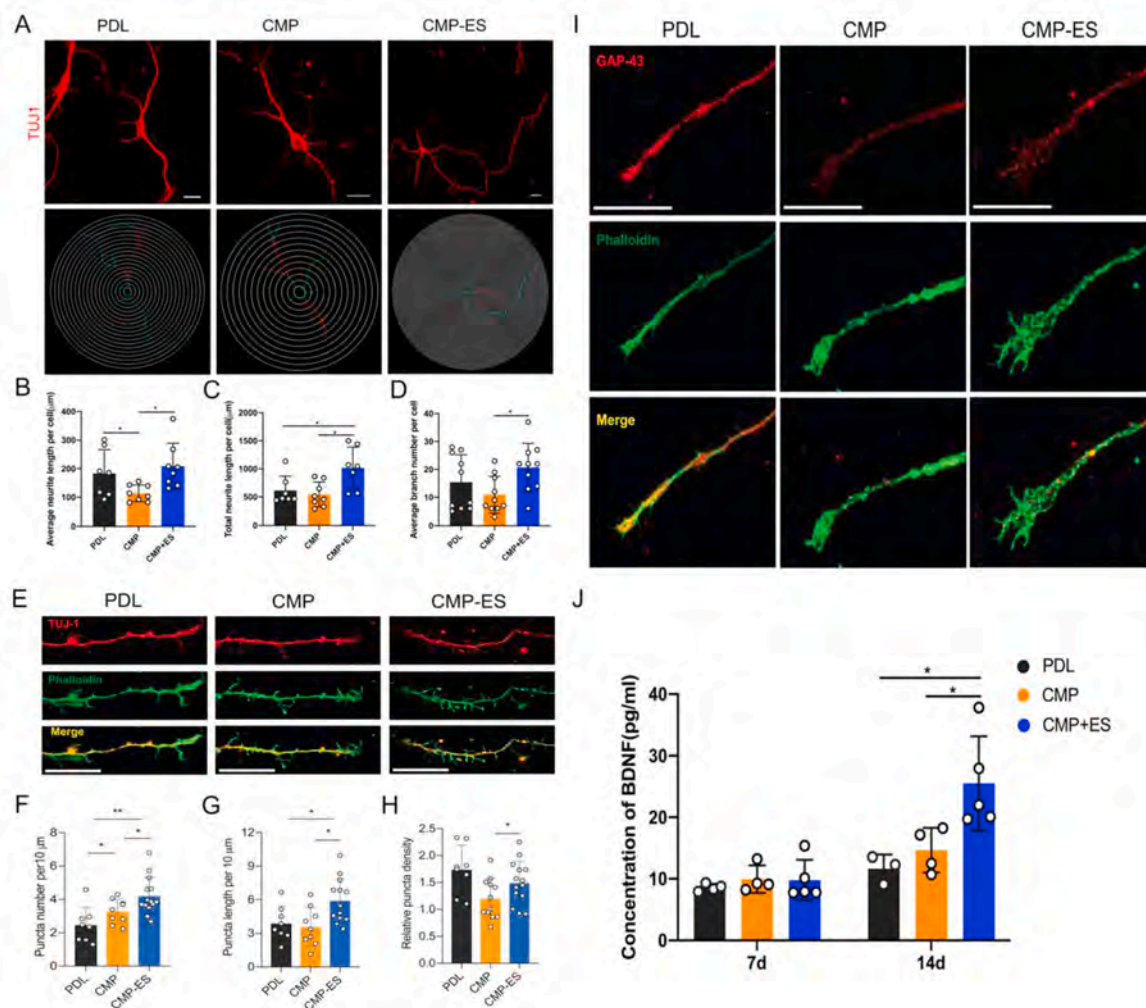 A
PDL
CMP
CMP-ES
TUJ1
B
Average neurite length per cell(μm)
400
300
200
100
0
*
*
PDL
CMP
CMP+ES
C
Total neurite length per cell(μm)
2000
1500
1000
500
0
*
*
PDL
CMP
CMP+ES
D
Average branch number per cell
40
30
20
10
0
*
PDL
CMP
CMP+ES
E
PDL
CMP
CMP-ES
TUJ-1
Phalloidin
Merge
F
Puncta number per10 μm
8
6
4
2
0
**
*
*
PDL
CMP
CMP-ES
G
Puncta length per 10 μm
12
9
6
3
0
*
*
PDL
CMP
CMP-ES
H
Relative puncta density
2.5
2.0
1.5
1.0
0.5
0.0
*
PDL
CMP
CMP-ES
I
PDL
CMP
CMP-ES
GAP-43
Phalloidin
Merge
J
Concentration of BDNF(pg/ml)
40
30
20
10
0
*
*
7d
14d
PDL
CMP
CMP+ES